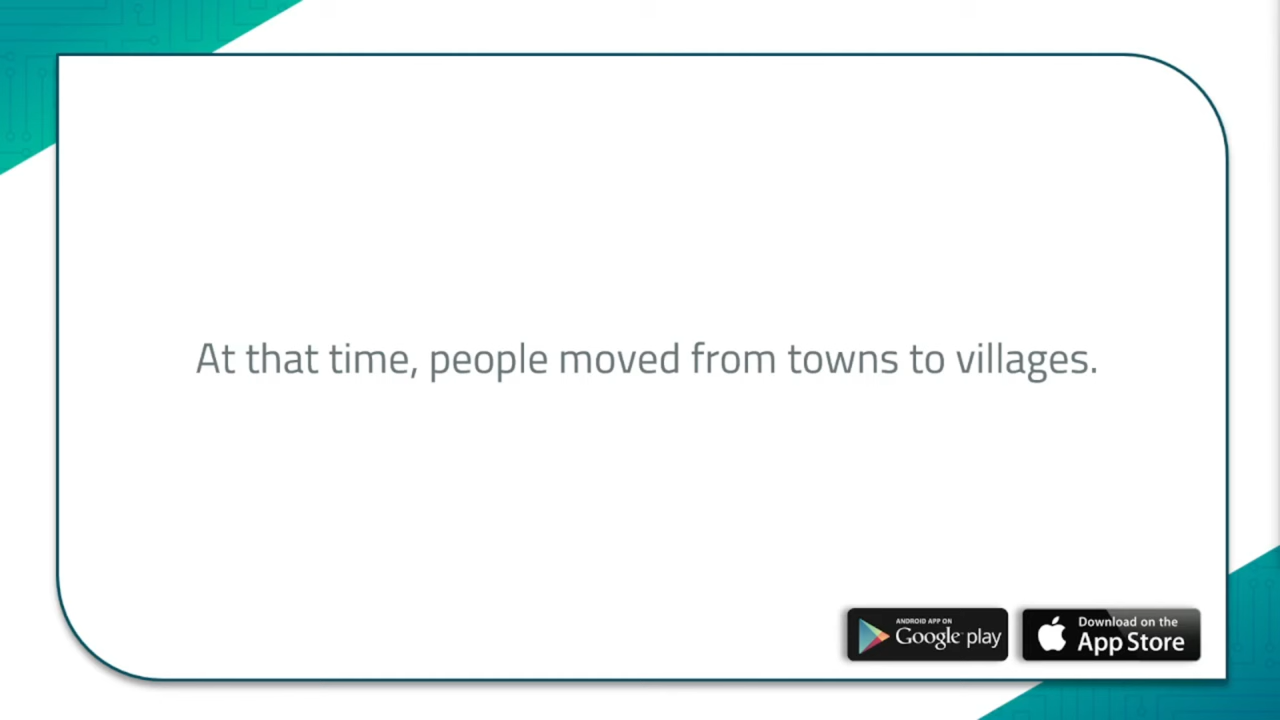 At that time, people moved from towns to villages.
ANDROID APP ON
Google play
Download on the
App Store